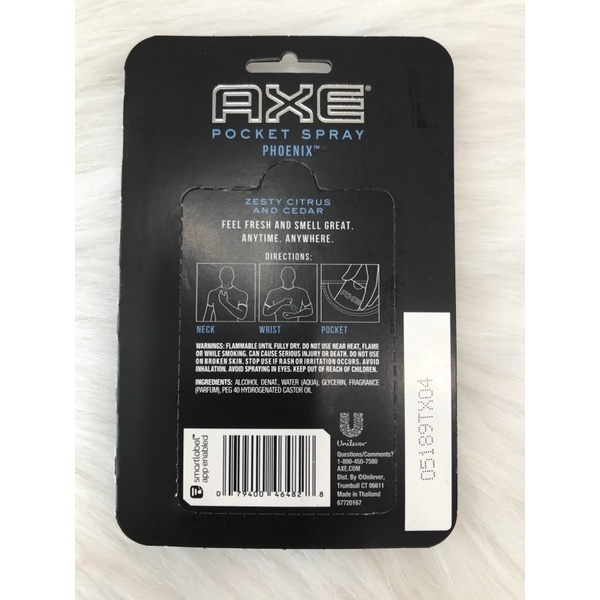 AXE®
POCKET SPRAY
PHOENIX™
ZESTY CITRUS
AND CEDAR
FEEL FRESH AND SMELL GREAT.
ANYTIME. ANYWHERE.
DIRECTIONS:
NECK WRIST POCKET
WARNINGS: FLAMMABLE UNTIL FULLY DRY. DO NOT USE NEAR HEAT, FLAME
OR WHILE SMOKING. CAN CAUSE SERIOUS INJURY OR DEATH. DO NOT USE
ON BROKEN SKIN. STOP USE IF RASH OR IRRITATION OCCURS. AVOID
INHALATION. AVOID SPRAYING IN EYES. KEEP OUT OF REACH OF CHILDREN.
INGREDIENTS: ALCOHOL DENAT., WATER (AQUA), GLYCERIN, FRAGRANCE
(PARFUM), PEG 40 HYDROGENATED CASTOR OIL
smartlabel™
app enabled
0 79400 46482 8
Unilever
Questions/Comments?
1-800-450-7580
AXE.COM
Dist. By ©Unilever,
Trumbull CT 06611
Made in Thailand
67720167
05189TX04